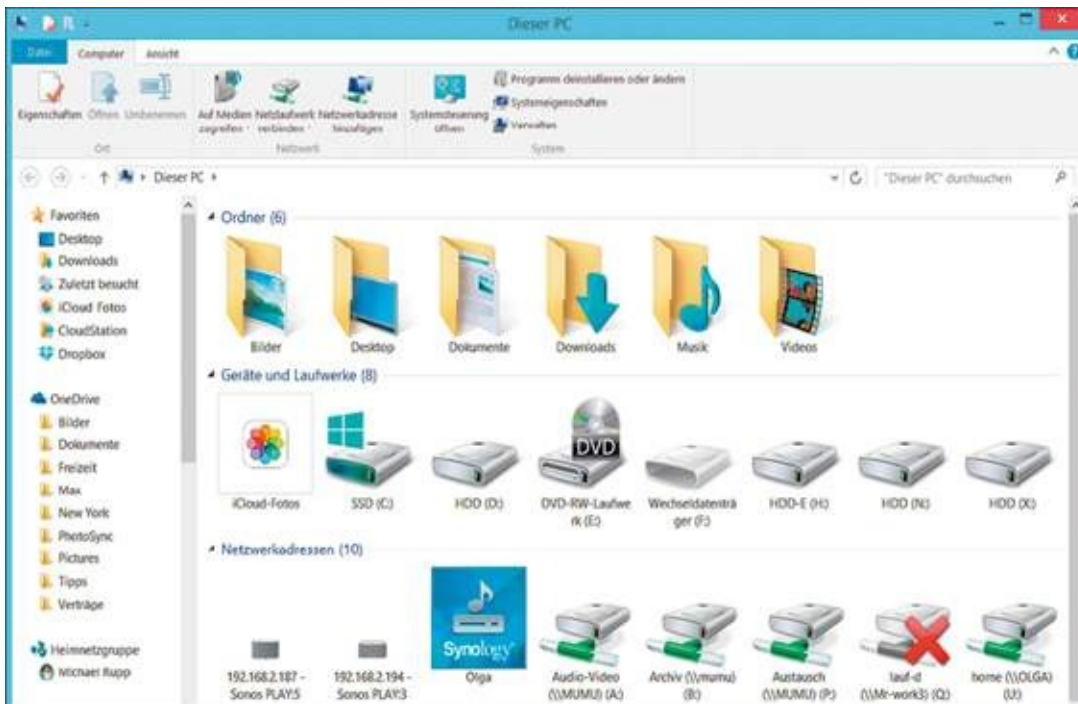 Dieser PC
Datei Computer Ansicht
Eigenschaften Öffnen Umbenennen
Auf Medien zugreifen
Netzlaufwerk verbinden
Netzwerkadresse hinzufügen
Systemsteuerung öffnen
Programm deinstallieren oder ändern
Systemeigenschaften
Verwalten
Ort Netzwerk System
Dieser PC
"Dieser PC" durchsuchen
Favoriten
Desktop
Downloads
Zuletzt besucht
iCloud-Fotos
CloudStation
Dropbox
OneDrive
Bilder
Dokumente
Freizeit
Max
New York
PhotoSync
Pictures
Tipps
Verträge
Heimnetzgruppe
Michael Rupp
Ordner (6)
Bilder Desktop Dokumente Downloads Musik Videos
Geräte und Laufwerke (8)
DVD
iCloud-Fotos
SSD (C:)
HDD (D:)
DVD-RW-Laufwe
rk (E:)
Wechseldatenträ
ger (F:)
HDD-E (H:)
HDD (N:)
HDD (X:)
Netzwerkadressen (10)
Synology
192.168.2.187 -
Sonos PLAY:5
192.168.2.194 -
Sonos PLAY:3
Olga
Audio-Video
(\\MUMU) (A:)
Archiv (\\mumu)
(B:)
Austausch
(\\MUMU) (P:)
lauf-d
(\\Mr-work3) (Q:)
home (\\OLGA)
(U:)